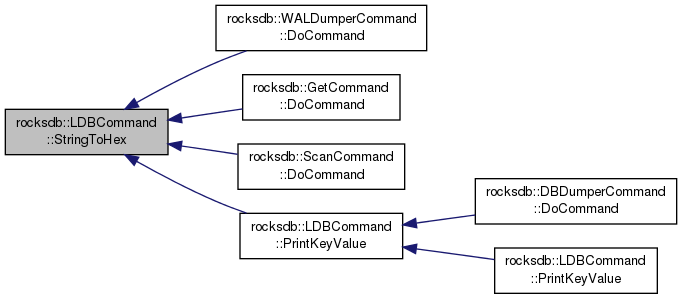 rocksdb::WALDumperCommand
::DoCommand
rocksdb::GetCommand
::DoCommand
rocksdb::LDBCommand
::StringToHex
rocksdb::ScanCommand
::DoCommand
rocksdb::DBDumperCommand
::DoCommand
rocksdb::LDBCommand
::PrintKeyValue
rocksdb::LDBCommand
::PrintKeyValue